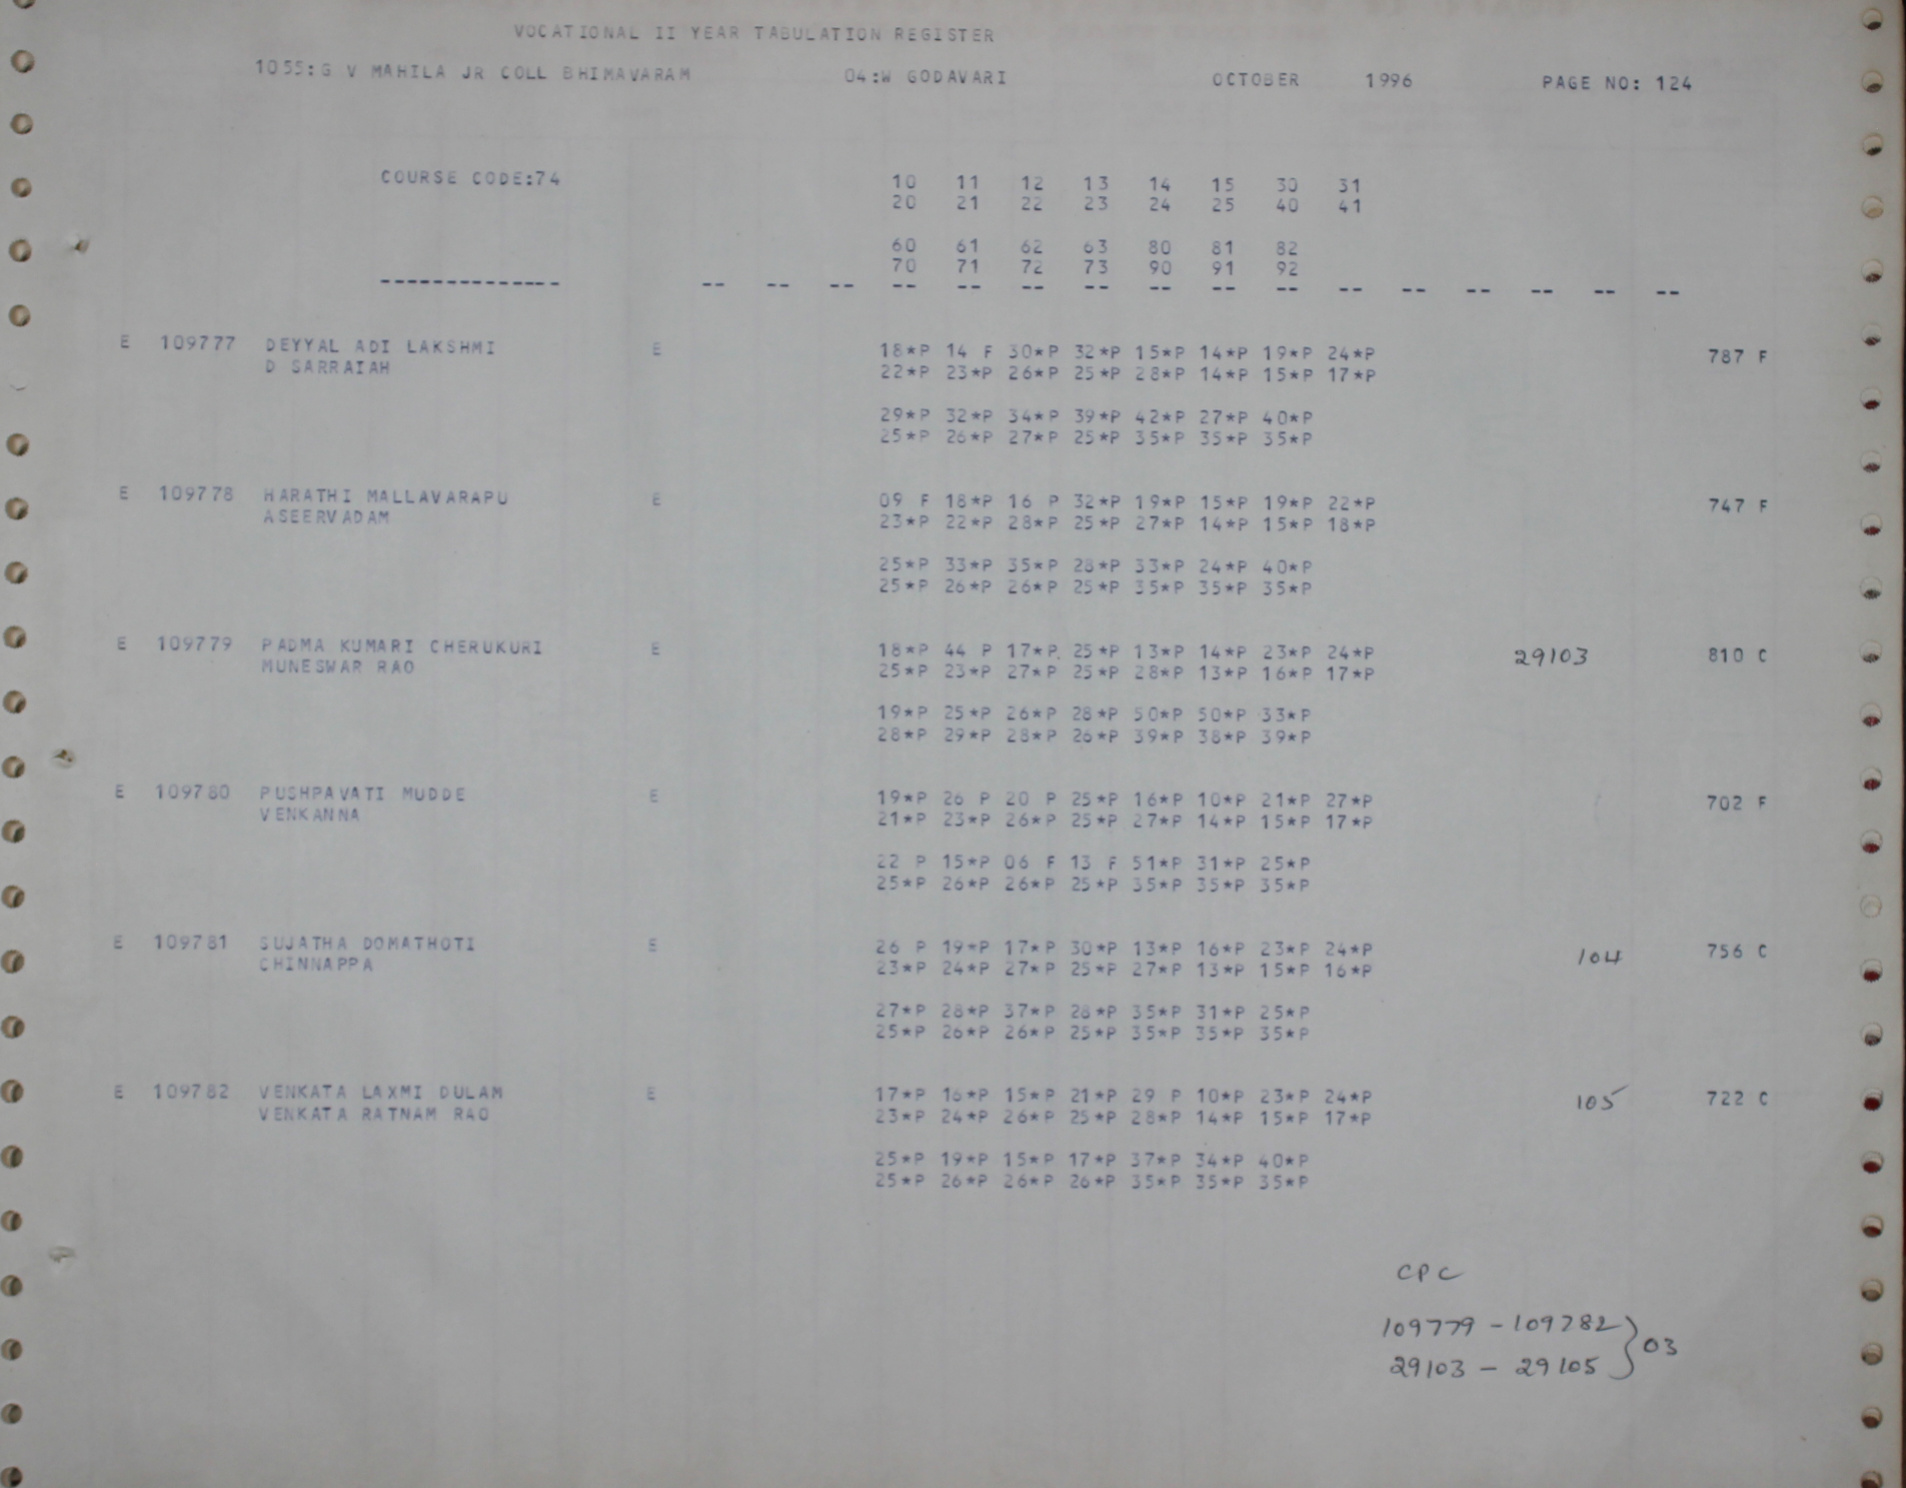 VOCATIONAL II YEAR TABULATION REGISTER
1055:G V MAHILA JR COLL BHIMAVARAM 04:W GODAVARI OCTOBER 1996 PAGE NO: 124
COURSE CODE:74 10 11 12 13 14 15 30 31
20 21 22 23 24 25 40 41
60 61 62 63 80 81 82
70 71 72 73 90 91 92
-------------- -- -- -- -- -- -- -- -- -- -- -- -- -- -- -- --
E 109777 DEYYAL ADI LAKSHMI E 18*P 14 F 30*P 32*P 15*P 14*P 19*P 24*P 787 F
D SARRAIAH 22*P 23*P 26*P 25*P 28*P 14*P 15*P 17*P
29*P 32*P 34*P 39*P 42*P 27*P 40*P
25*P 26*P 27*P 25*P 35*P 35*P 35*P
E 109778 HARATHI MALLAVARAPU E 09 F 18*P 16 P 32*P 19*P 15*P 19*P 22*P 747 F
ASEERVADAM 23*P 22*P 28*P 25*P 27*P 14*P 15*P 18*P
25*P 33*P 35*P 28*P 33*P 24*P 40*P
25*P 26*P 26*P 25*P 35*P 35*P 35*P
E 109779 PADMA KUMARI CHERUKURI E 18*P 44 P 17*P 25*P 13*P 14*P 23*P 24*P 29103 810 C
MUNESWAR RAO 25*P 23*P 27*P 25*P 28*P 13*P 16*P 17*P
19*P 25*P 26*P 28*P 50*P 50*P 33*P
28*P 29*P 28*P 26*P 39*P 38*P 39*P
E 109780 PUSHPAVATI MUDDE E 19*P 26 P 20 P 25*P 16*P 10*P 21*P 27*P 702 F
VENKANNA 21*P 23*P 26*P 25*P 27*P 14*P 15*P 17*P
22 P 15*P 06 F 13 F 51*P 31*P 25*P
25*P 26*P 26*P 25*P 35*P 35*P 35*P
E 109781 SUJATHA DOMATHOTI E 26 P 19*P 17*P 30*P 13*P 16*P 23*P 24*P 104 756 C
CHINNAPPA 23*P 24*P 27*P 25*P 27*P 13*P 15*P 16*P
27*P 28*P 37*P 28*P 35*P 31*P 25*P
25*P 26*P 26*P 25*P 35*P 35*P 35*P
E 109782 VENKATA LAXMI DULAM E 17*P 16*P 15*P 21*P 29 P 10*P 23*P 24*P 105 722 C
VENKATA RATNAM RAO 23*P 24*P 26*P 25*P 28*P 14*P 15*P 17*P
25*P 19*P 15*P 17*P 37*P 34*P 40*P
25*P 26*P 26*P 26*P 35*P 35*P 35*P
CPC
109779 - 109782
03
29103 - 29105